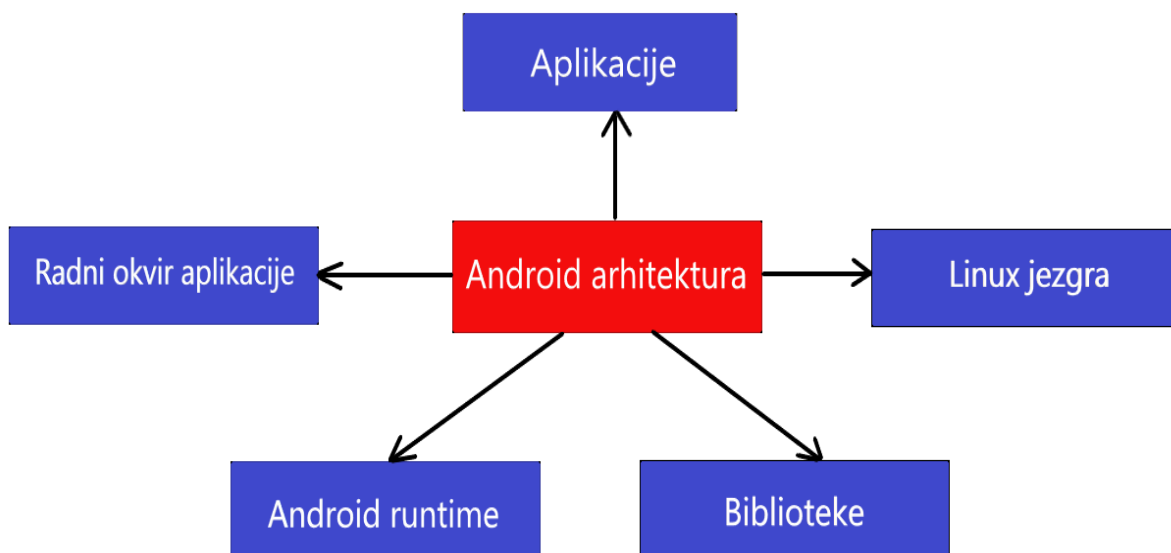 Aplikacije
Radni okvir aplikacije
Android arhitektura
Linux jezgra
Android runtime
Biblioteke